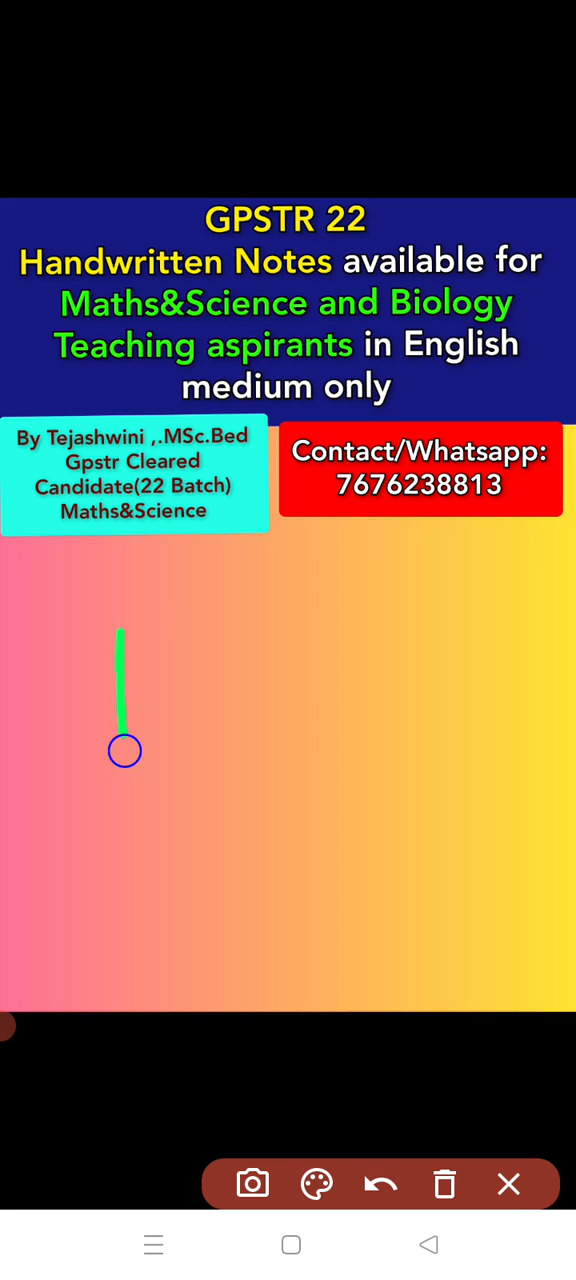 GPSTR 22
Handwritten Notes available for
Maths&Science and Biology
Teaching aspirants in English
medium only
By Tejashwini ,.MSc.Bed
Gpstr Cleared
Candidate(22 Batch)
Maths&Science
Contact/Whatsapp:
7676238813